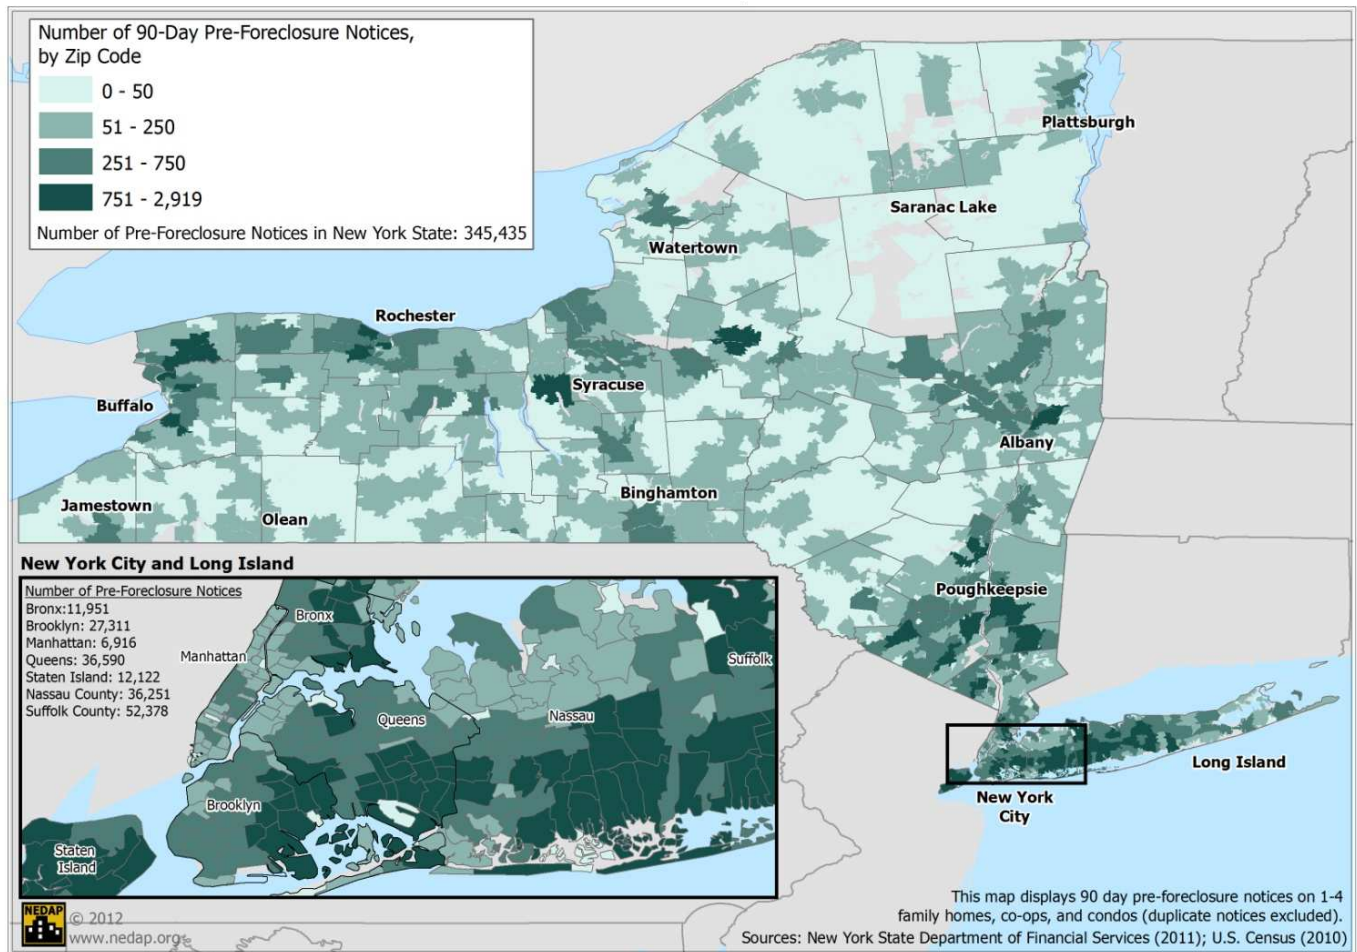 Number of 90-Day Pre-Foreclosure Notices,
by Zip Code
0 - 50
51 - 250
251 - 750
751 - 2,919
Number of Pre-Foreclosure Notices in New York State: 345,435
Plattsburgh
Saranac Lake
Watertown
Rochester
Syracuse
Buffalo
Albany
Jamestown
Olean
Binghamton
Poughkeepsie
Long Island
New York
City
New York City and Long Island
Number of Pre-Foreclosure Notices
Bronx:11,951
Brooklyn: 27,311
Manhattan: 6,916
Queens: 36,590
Staten Island: 12,122
Nassau County: 36,251
Suffolk County: 52,378
Bronx
Manhattan
Suffolk
Queens
Nassau
Brooklyn
Staten
Island
NEDAP
© 2012
www.nedap.org
This map displays 90 day pre-foreclosure notices on 1-4
family homes, co-ops, and condos (duplicate notices excluded).
Sources: New York State Department of Financial Services (2011); U.S. Census (2010)